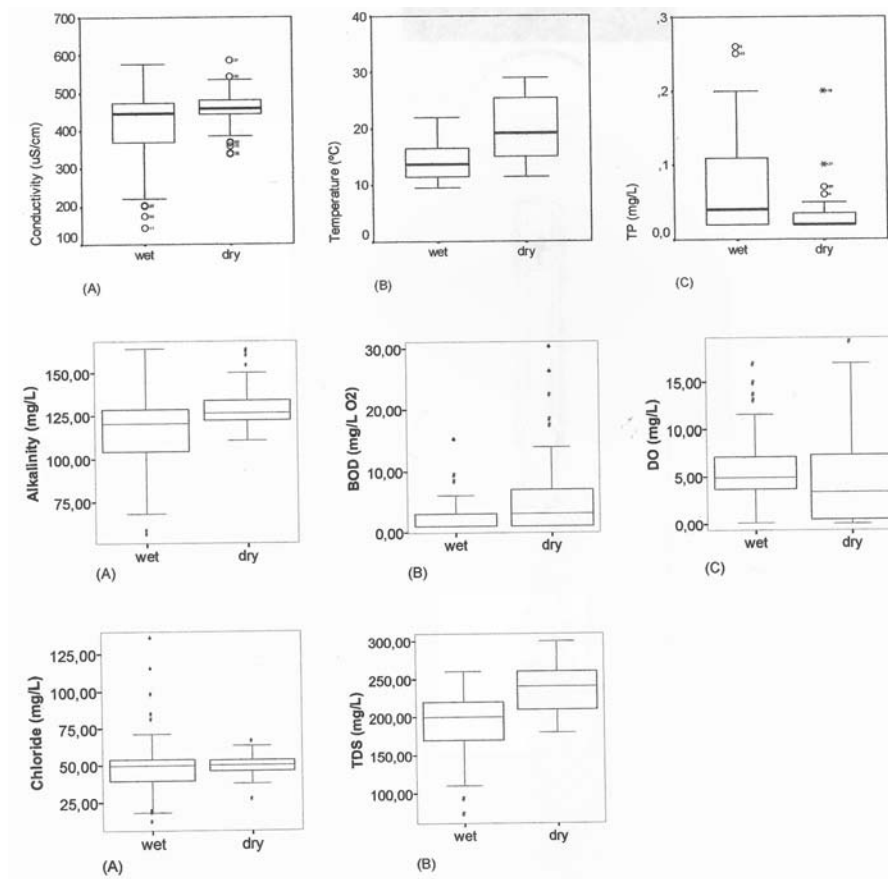 700
600
500
400
300
200
100
Conductivity (uS/cm)
wet
dry
(A)
40
30
20
10
0
Temperature (ºC)
wet
dry
(B)
,3
,2
,1
0,0
TP (mg/L)
wet
dry
(C)
150,00
125,00
100,00
75,00
Alkalinity (mg/L)
wet
dry
(A)
30,00
20,00
10,00
0,00
BOD (mg/L O2)
wet
dry
(B)
15,00
10,00
5,00
0,00
DO (mg/L)
wet
dry
(C)
125,00
100,00
75,00
50,00
25,00
Chloride (mg/L)
wet
dry
(A)
300,00
250,00
200,00
150,00
100,00
TDS (mg/L)
wet
dry
(B)